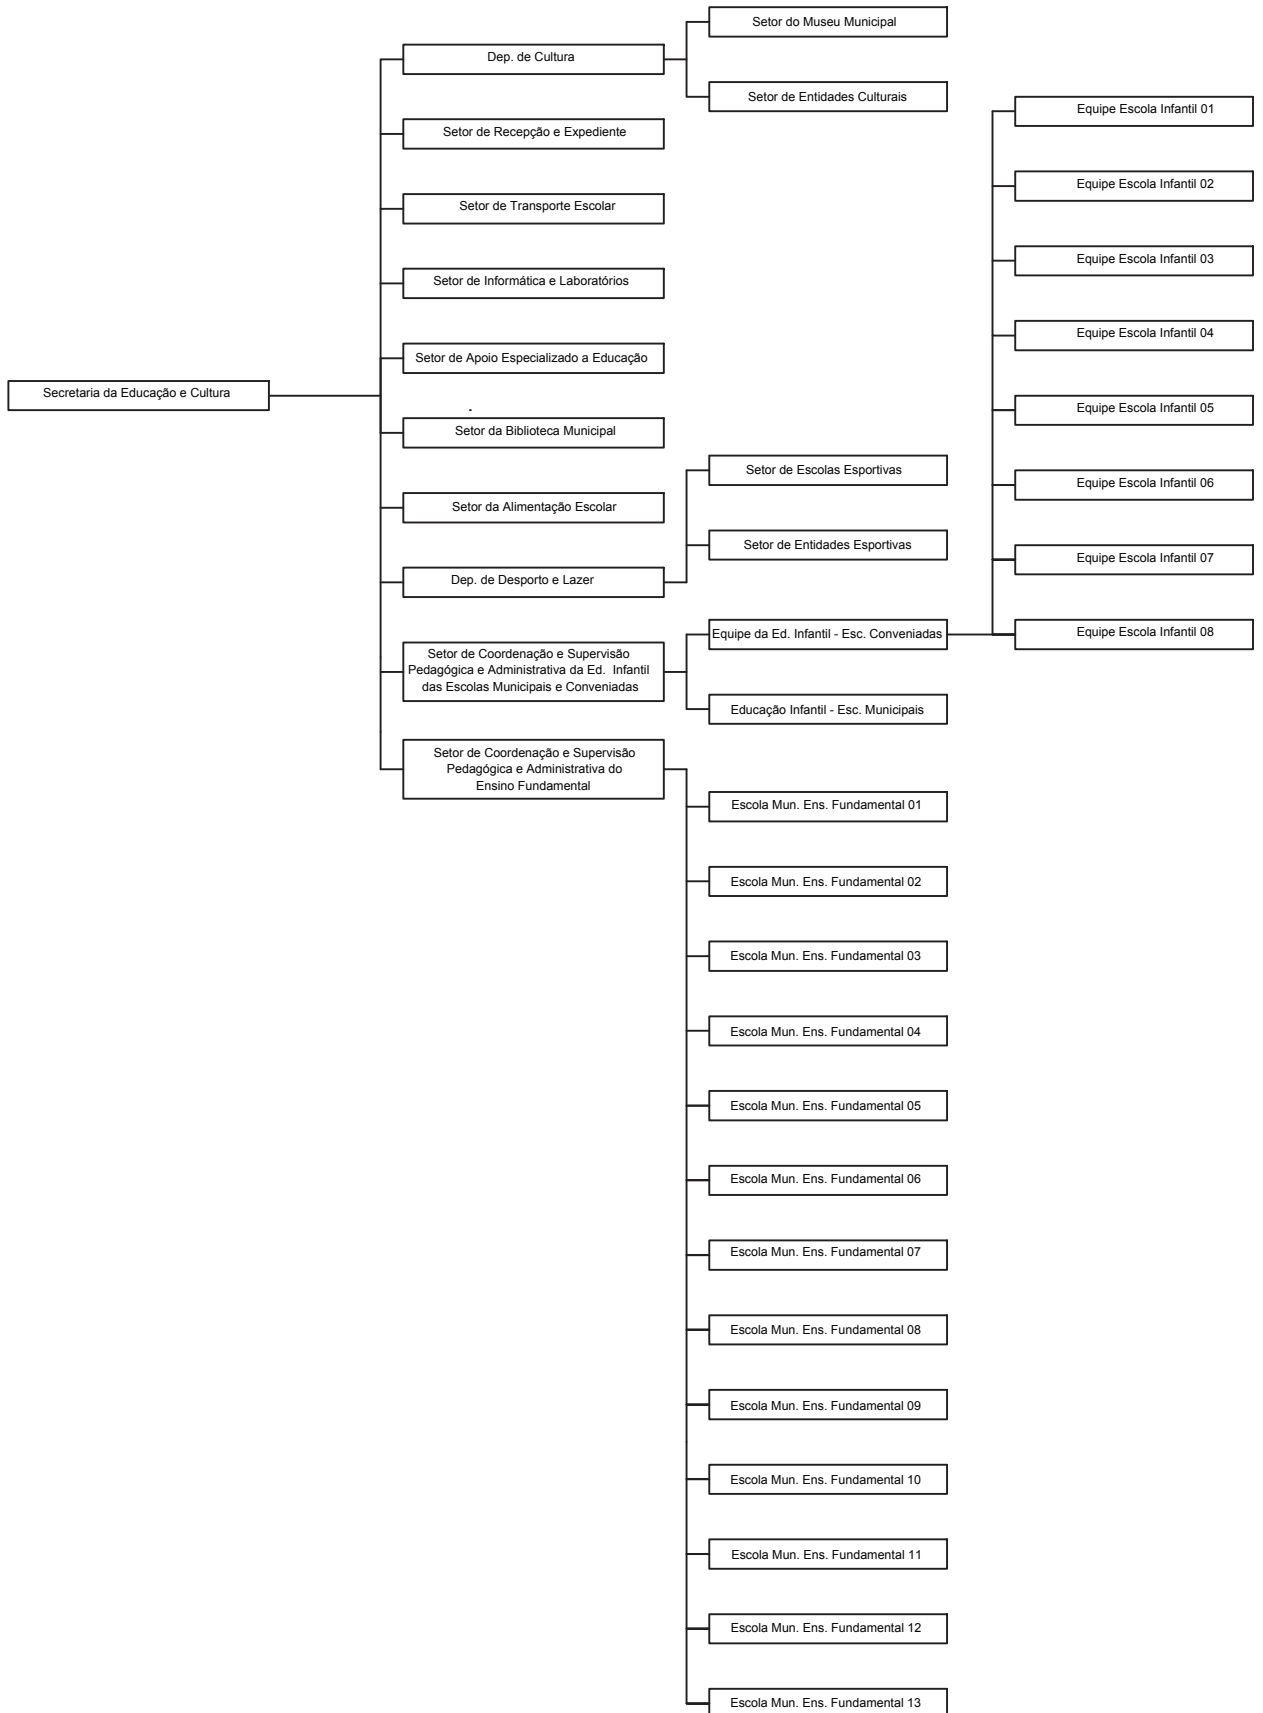 Secretaria da Educação e Cultura
Dep. de Cultura
Setor de Recepção e Expediente
Setor de Transporte Escolar
Setor de Informática e Laboratórios
Setor de Apoio Especializado a Educação
Setor da Biblioteca Municipal
Setor da Alimentação Escolar
Dep. de Desporto e Lazer
Setor de Coordenação e Supervisão
Pedagógica e Administrativa da Ed. Infantil
das Escolas Municipais e Conveniadas
Setor de Coordenação e Supervisão
Pedagógica e Administrativa do
Ensino Fundamental
Setor do Museu Municipal
Setor de Entidades Culturais
Setor de Escolas Esportivas
Setor de Entidades Esportivas
Equipe da Ed. Infantil - Esc. Conveniadas
Educação Infantil - Esc. Municipais
Escola Mun. Ens. Fundamental 01
Escola Mun. Ens. Fundamental 02
Escola Mun. Ens. Fundamental 03
Escola Mun. Ens. Fundamental 04
Escola Mun. Ens. Fundamental 05
Escola Mun. Ens. Fundamental 06
Escola Mun. Ens. Fundamental 07
Escola Mun. Ens. Fundamental 08
Escola Mun. Ens. Fundamental 09
Escola Mun. Ens. Fundamental 10
Escola Mun. Ens. Fundamental 11
Escola Mun. Ens. Fundamental 12
Escola Mun. Ens. Fundamental 13
Equipe Escola Infantil 01
Equipe Escola Infantil 02
Equipe Escola Infantil 03
Equipe Escola Infantil 04
Equipe Escola Infantil 05
Equipe Escola Infantil 06
Equipe Escola Infantil 07
Equipe Escola Infantil 08